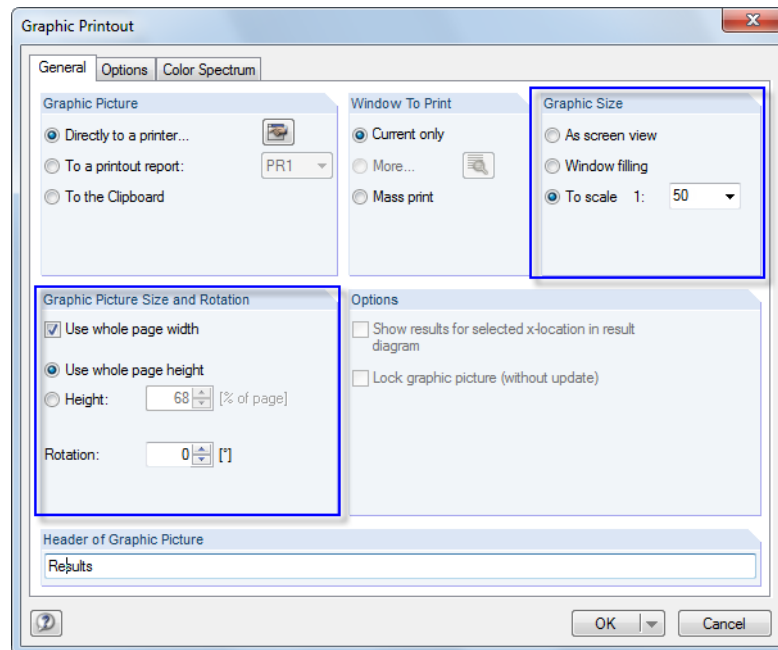 Graphic Printout
General Options Color Spectrum
Graphic Picture
Directly to a printer...
To a printout report: PR1
To the Clipboard
Window To Print
Current only
More...
Mass print
Graphic Size
As screen view
Window filling
To scale 1: 50
Graphic Picture Size and Rotation
Use whole page width
Use whole page height
Height: 68 [% of page]
Rotation: 0 [°]
Options
Show results for selected x-location in result
diagram
Lock graphic picture (without update)
Header of Graphic Picture
Results
OK Cancel